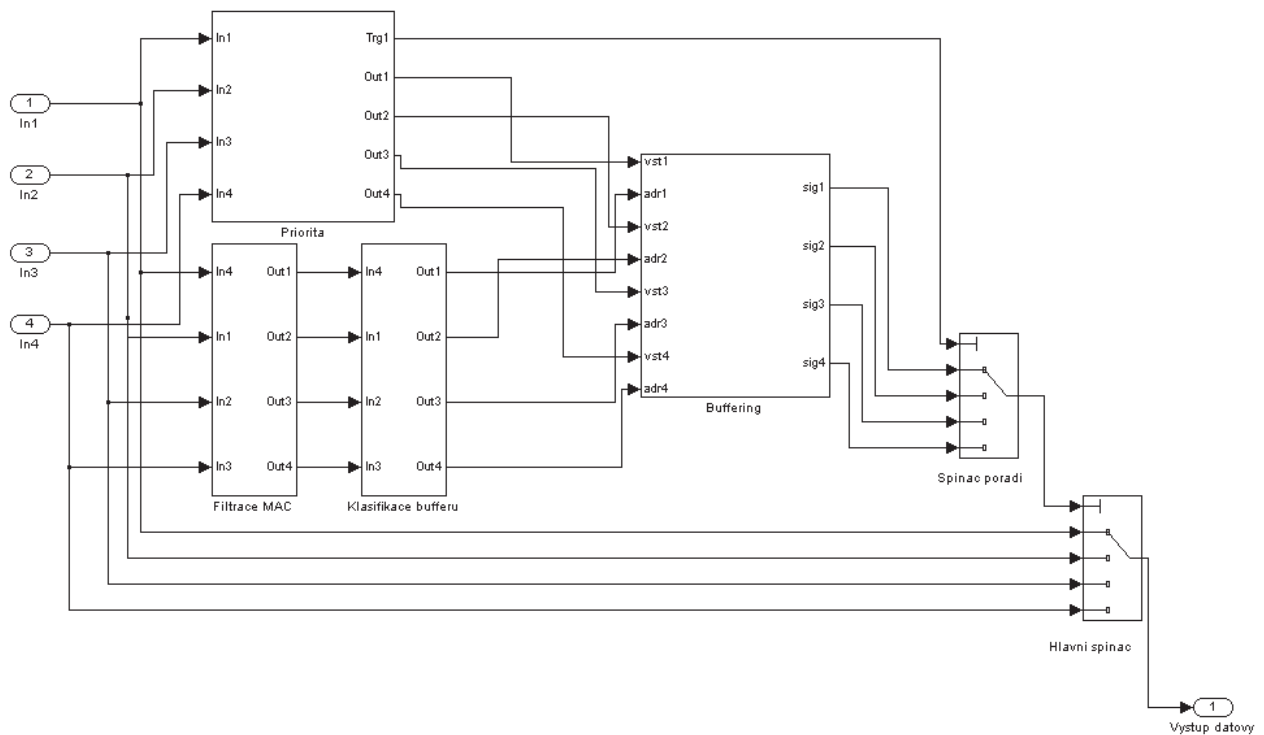 1
In1
2
In2
3
In3
4
In4
In1
In2
In3
In4
Trg1
Out1
Out2
Out3
Out4
Priorita
In4
In1
In2
In3
Out1
Out2
Out3
Out4
Filtrace MAC
In4
In1
In2
In3
Out1
Out2
Out3
Out4
Klasifikace bufferu
vst1
adr1
vst2
adr2
vst3
adr3
vst4
adr4
sig1
sig2
sig3
sig4
Buffering
Spinac poradi
Hlavni spinac
1
Vystup datovy